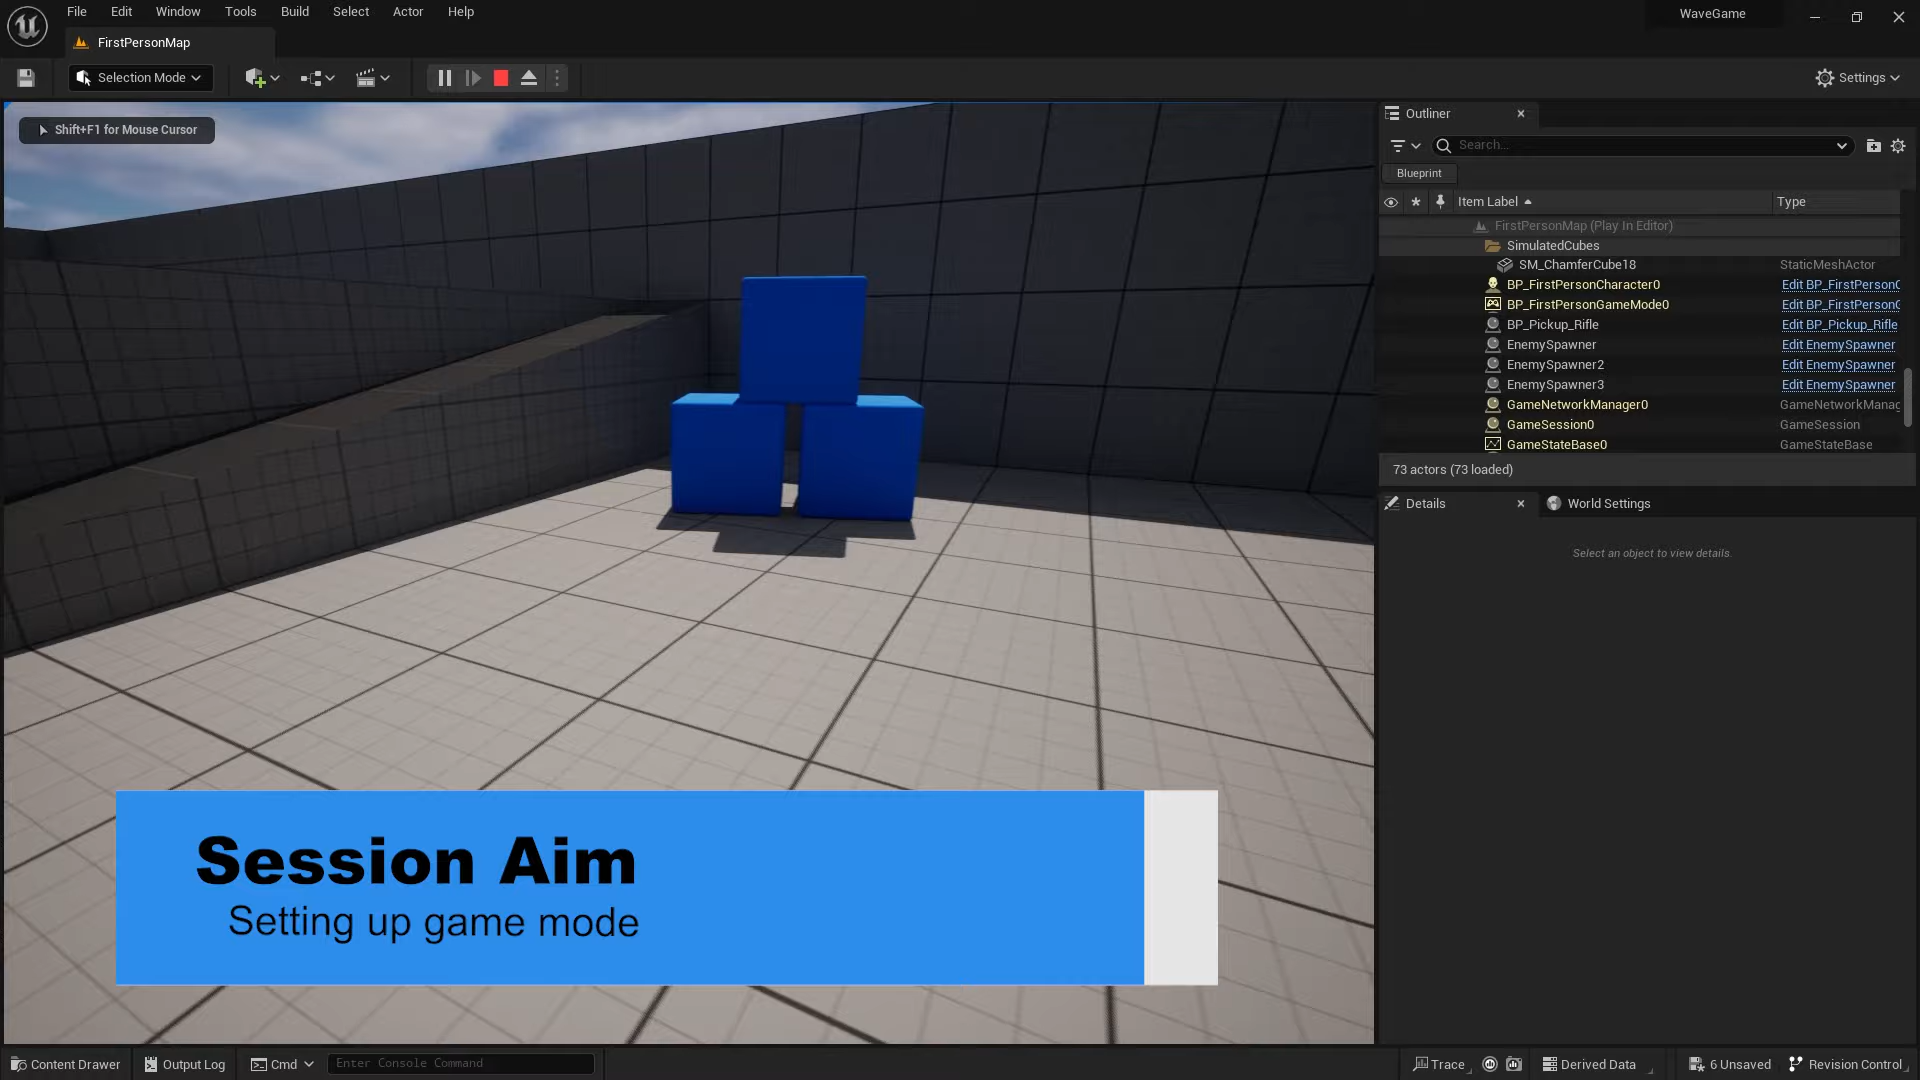 File Edit Window Tools Build Select Actor Help
WaveGame
FirstPersonMap
Selection Mode
Settings
Shift+F1 for Mouse Cursor
Outliner
Search...
Blueprint
Item Label Type
FirstPersonMap (Play In Editor)
SimulatedCubes
SM_ChamferCube18 StaticMeshActor
BP_FirstPersonCharacter0 Edit BP_FirstPersonC
BP_FirstPersonGameMode0 Edit BP_FirstPersonG
BP_Pickup_Rifle Edit BP_Pickup_Rifle
EnemySpawner Edit EnemySpawner
EnemySpawner2 Edit EnemySpawner
EnemySpawner3 Edit EnemySpawner
GameNetworkManager0 GameNetworkManag
GameSession0 GameSession
GameStateBase0 GameStateBase
73 actors (73 loaded)
Details World Settings
Select an object to view details.
Session Aim
Setting up game mode
Content Drawer Output Log Cmd Enter Console Command Trace Derived Data 6 Unsaved Revision Control